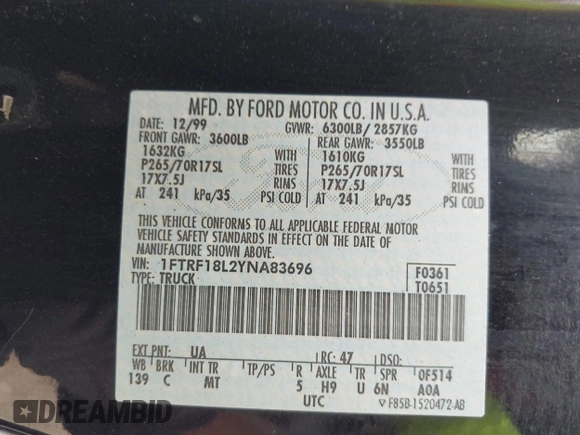 MFD. BY FORD MOTOR CO. IN U.S.A.
DATE: 12/99 GVWR: 6300LB/ 2857KG
FRONT GAWR: 3600LB REAR GAWR: 3550LB
1632KG WITH 1610KG WITH
P265/70R17SL TIRES P265/70R17SL TIRES
17X7.5J RIMS 17X7.5J RIMS
AT 241 kPa/35 PSI COLD AT 241 kPa/35 PSI COLD
THIS VEHICLE CONFORMS TO ALL APPLICABLE FEDERAL MOTOR
VEHICLE SAFETY STANDARDS IN EFFECT ON THE DATE OF
MANUFACTURE SHOWN ABOVE.
VIN: 1FTRF18L2YNA83696 F0361
TYPE: TRUCK T0651
EXT PNT: UA RC: 47 DSO:
WB BRK INT TR TP/PS R AXLE TR SPR 0F514
139 C MT 5 H9 U 6N A0A
UTC F85B-1520472-AB
DREAMBID